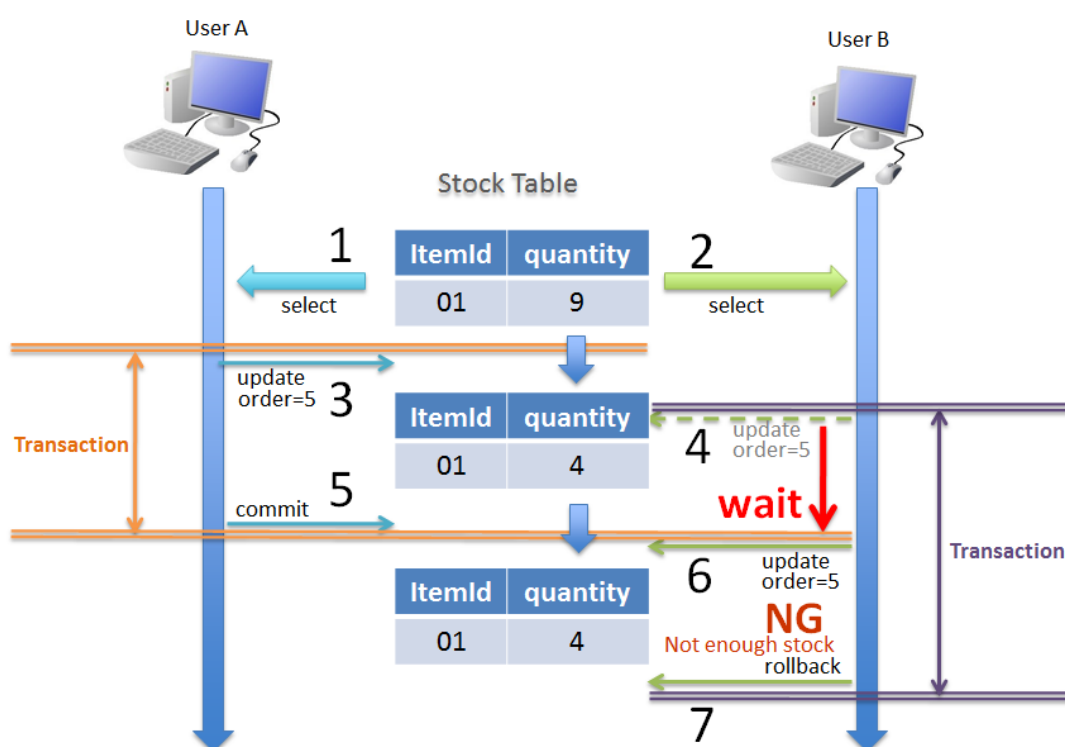 User A
User B
Stock Table
1
2
ItemId quantity
01 9
select
select
update
order=5
3
ItemId quantity
01 4
4
update
order=5
Transaction
5
commit
wait
Transaction
6
update
order=5
ItemId quantity
01 4
NG
Not enough stock
rollback
7